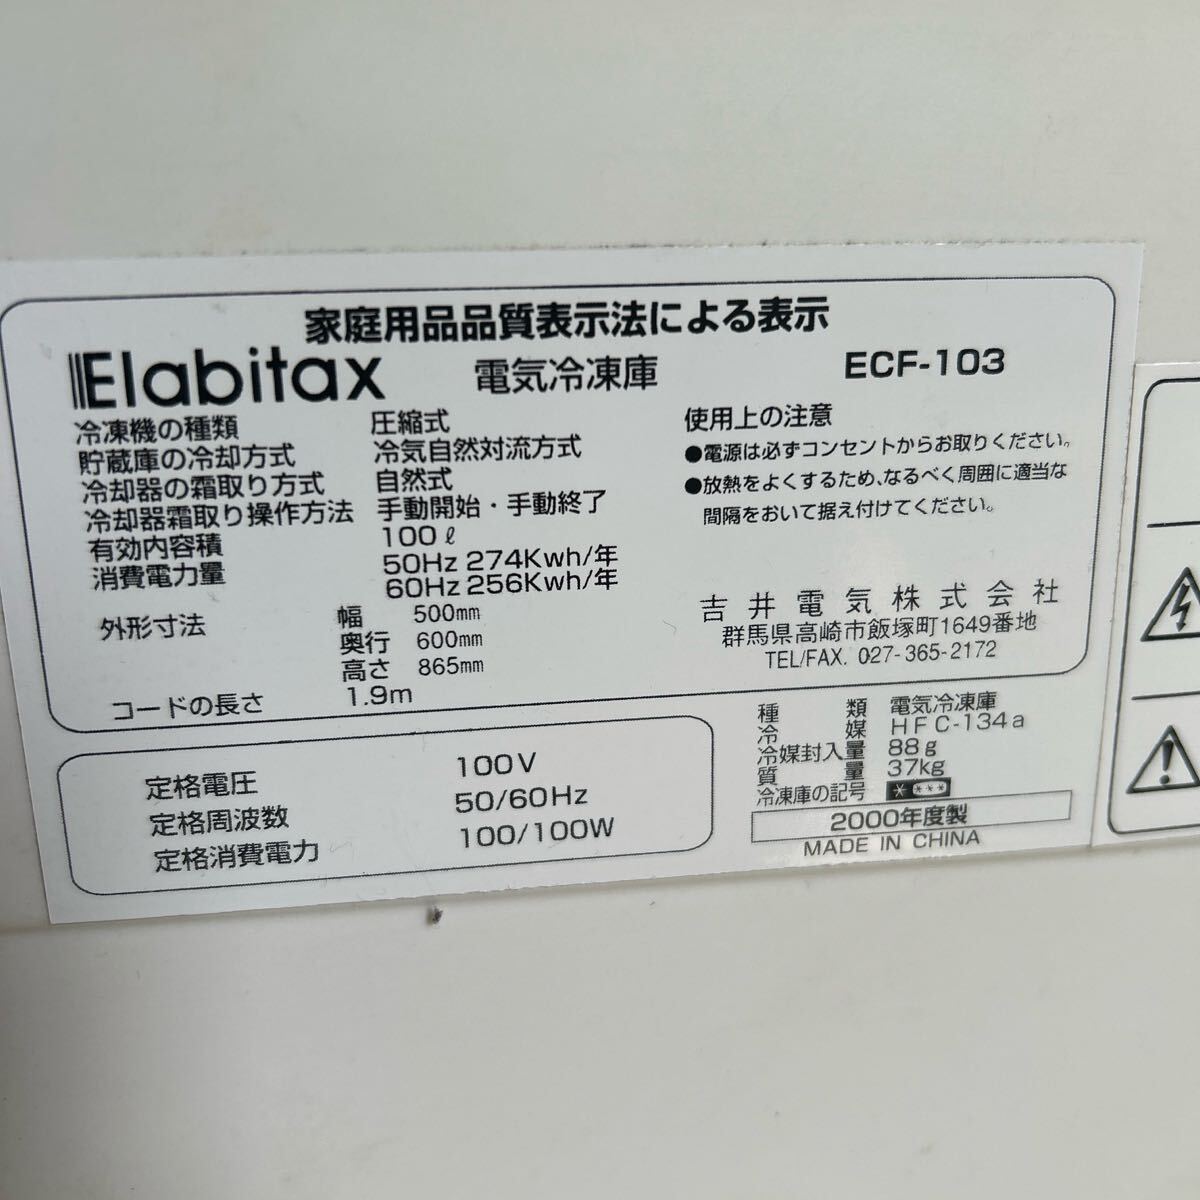 家庭用品品質表示法による表示
Elabitax 電気冷凍庫 ECF-103
冷凍機の種類 圧縮式
貯蔵庫の冷却方式 冷気自然対流方式
冷却器の霜取り方式 自然式
冷却器霜取り操作方法 手動開始・手動終了
有効内容積 100ℓ
消費電力量 50Hz 274Kwh/年
60Hz 256Kwh/年
外形寸法 幅 500mm
奥行 600mm
高さ 865mm
コードの長さ 1.9m
使用上の注意
●電源は必ずコンセントからお取りください。
●放熱をよくするため、なるべく周囲に適当な
間隔をおいて据え付けてください。
吉井電気株式会社
群馬県高崎市飯塚町1649番地
TEL/FAX. 027-365-2172
定格電圧 100V
定格周波数 50/60Hz
定格消費電力 100/100W
種類 電気冷凍庫
冷媒 HFC-134a
冷媒封入量 88g
質量 37kg
冷凍庫の記号 * ***
2000年度製
MADE IN CHINA